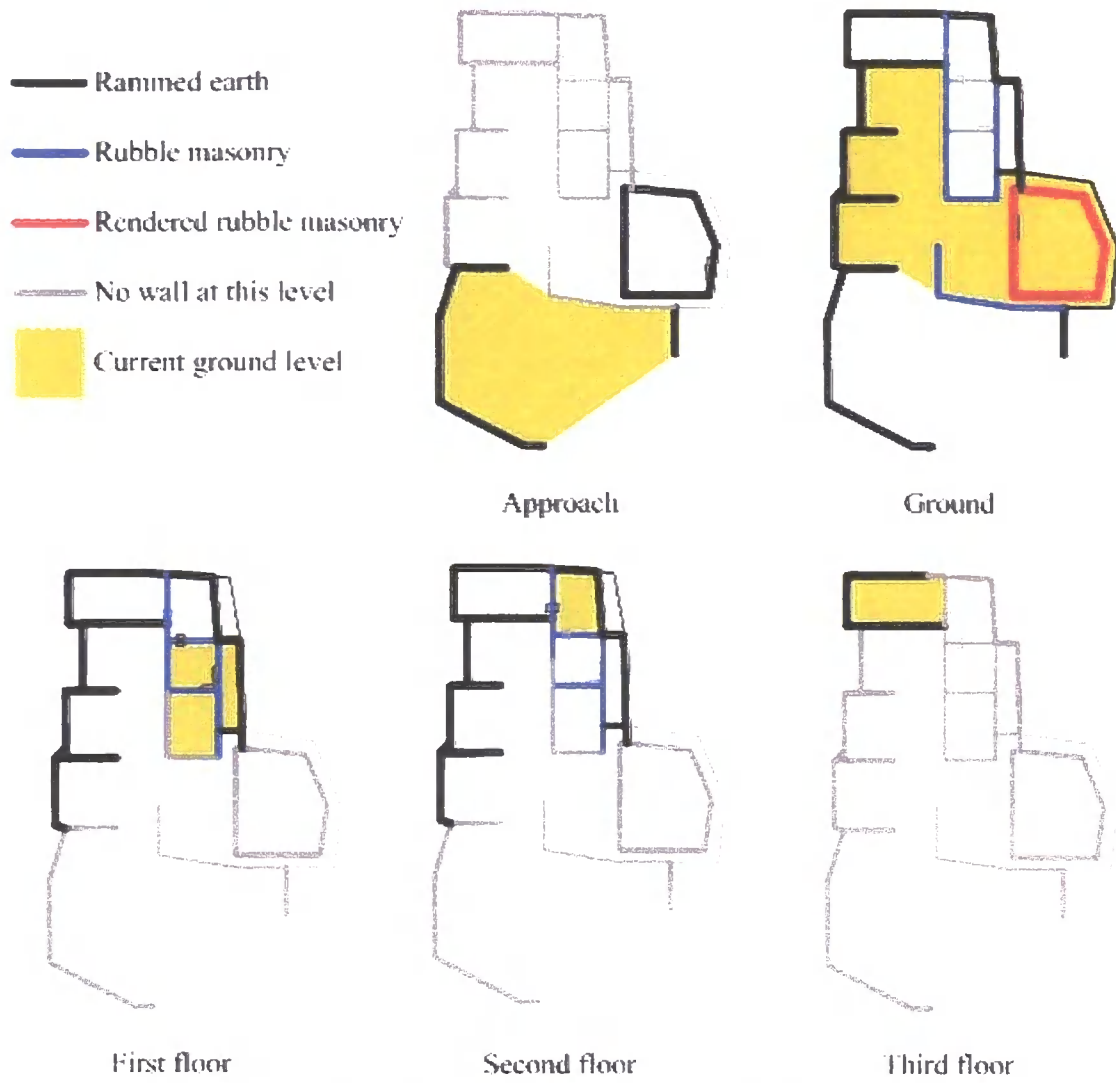 Rammed earth
Rubble masonry
Rendered rubble masonry
No wall at this level
Current ground level
Approach
Ground
First floor
Second floor
Third floor